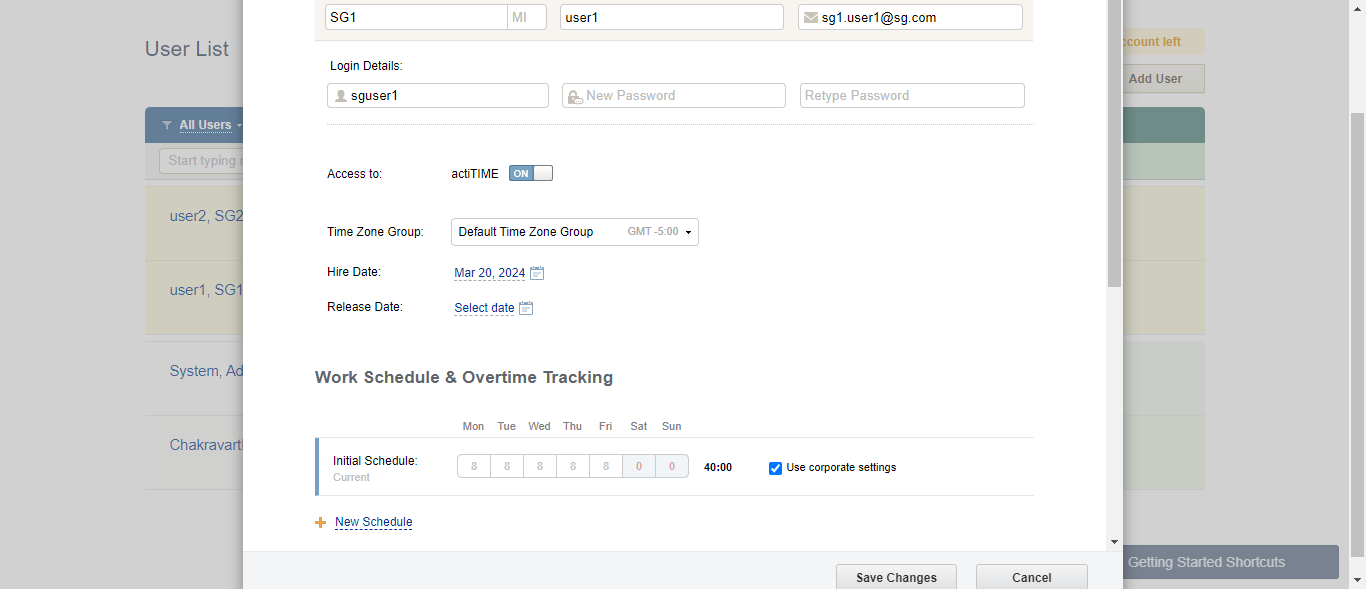 User List
ccount left
Add User
All Users
Start typing
user2, SG2
user1, SG1
System, Ad
Chakravart
SG1 MI user1 sg1.user1@sg.com
Login Details:
sguser1 New Password Retype Password
Access to: actiTIME ON
Time Zone Group: Default Time Zone Group GMT -5:00
Hire Date: Mar 20, 2024
Release Date: Select date
Work Schedule & Overtime Tracking
Mon Tue Wed Thu Fri Sat Sun
Initial Schedule: 8 8 8 8 8 0 0 40:00 Use corporate settings
Current
New Schedule
Save Changes Cancel
Getting Started Shortcuts